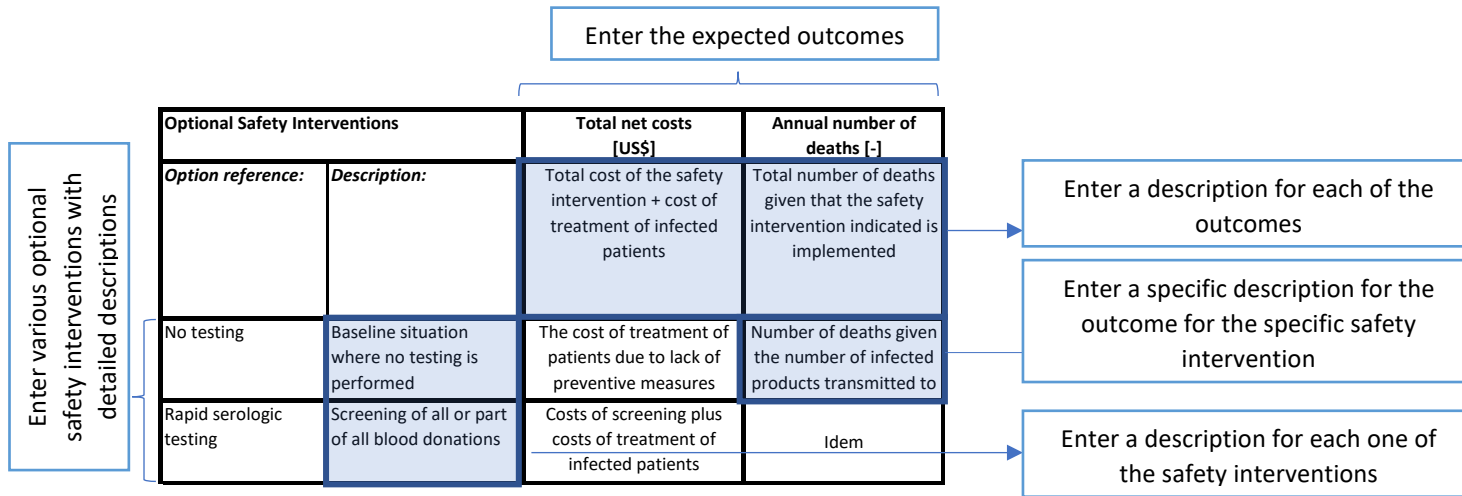 Enter the expected outcomes
Enter various optional
safety interventions with
detailed descriptions
Optional Safety Interventions
Total net costs
[US$]
Annual number of
deaths [-]
Option reference:
Description:
Total cost of the safety
intervention + cost of
treatment of infected
patients
Total number of deaths
given that the safety
intervention indicated is
implemented
No testing
Baseline situation
where no testing is
performed
The cost of treatment of
patients due to lack of
preventive measures
Number of deaths given
the number of infected
products transmitted to
Rapid serologic
testing
Screening of all or part
of all blood donations
Costs of screening plus
costs of treatment of
infected patients
Idem
Enter a description for each of the
outcomes
Enter a specific description for the
outcome for the specific safety
intervention
Enter a description for each one of
the safety interventions